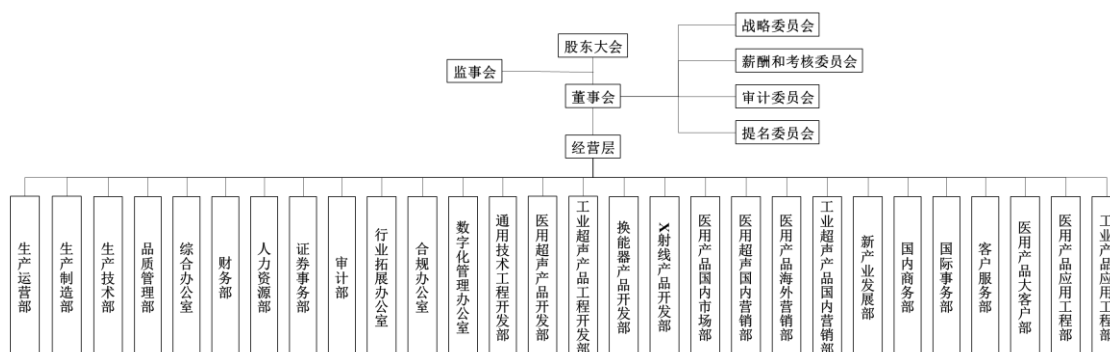 战略委员会
股东大会
薪酬和考核委员会
监事会
董事会
审计委员会
提名委员会
经营层
生产运营部
生产制造部
生产技术部
品质管理部
综合办公室
财务部
人力资源部
证券事务部
审计部
行业拓展办公室
合规办公室
数字化管理办公室
通用技术工程开发部
医用超声产品开发部
工业超声产品工程开发部
换能器产品开发部
X射线产品开发部
医用产品国内市场部
医用超声国内营销部
医用产品海外营销部
工业超声产品国内营销部
新产业发展部
国内商务部
国际事务部
客户服务部
医用产品大客户部
医用产品应用工程部
工业产品应用工程部